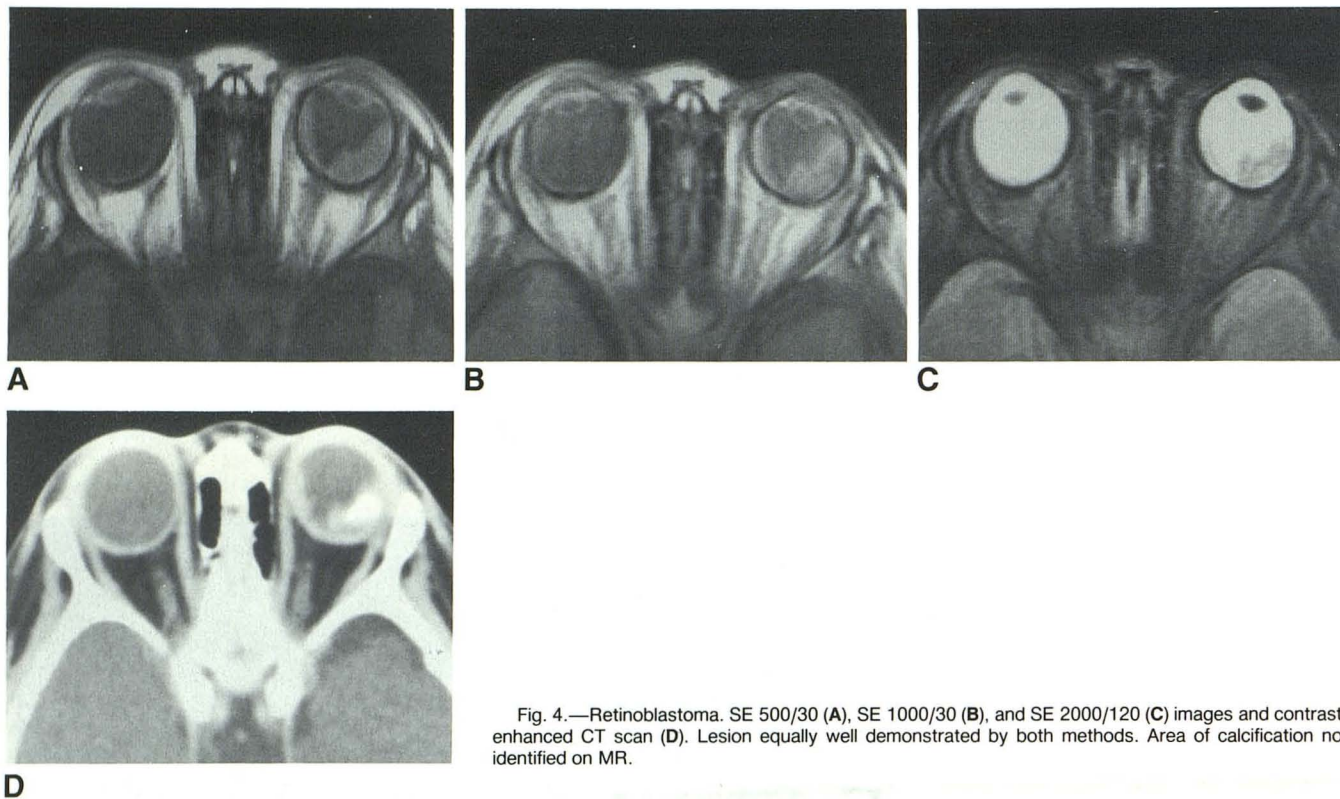 A
B
C
D
Fig. 4.—Retinoblastoma. SE 500/30 (A), SE 1000/30 (B), and SE 2000/120 (C) images and contrast
enhanced CT scan (D). Lesion equally well demonstrated by both methods. Area of calcification no
identified on MR.